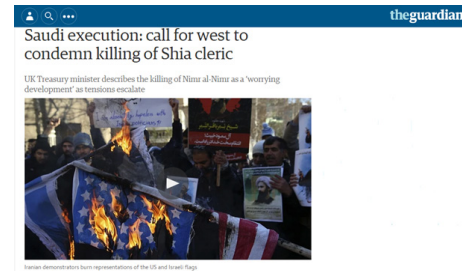 theguardian
Saudi execution: call for west to
condemn killing of Shia cleric
UK Treasury minister describes the killing of Nimr al-Nimr as a 'worrying
development' as tensions escalate
Iranian demonstrators burn representations of the US and Israeli flags